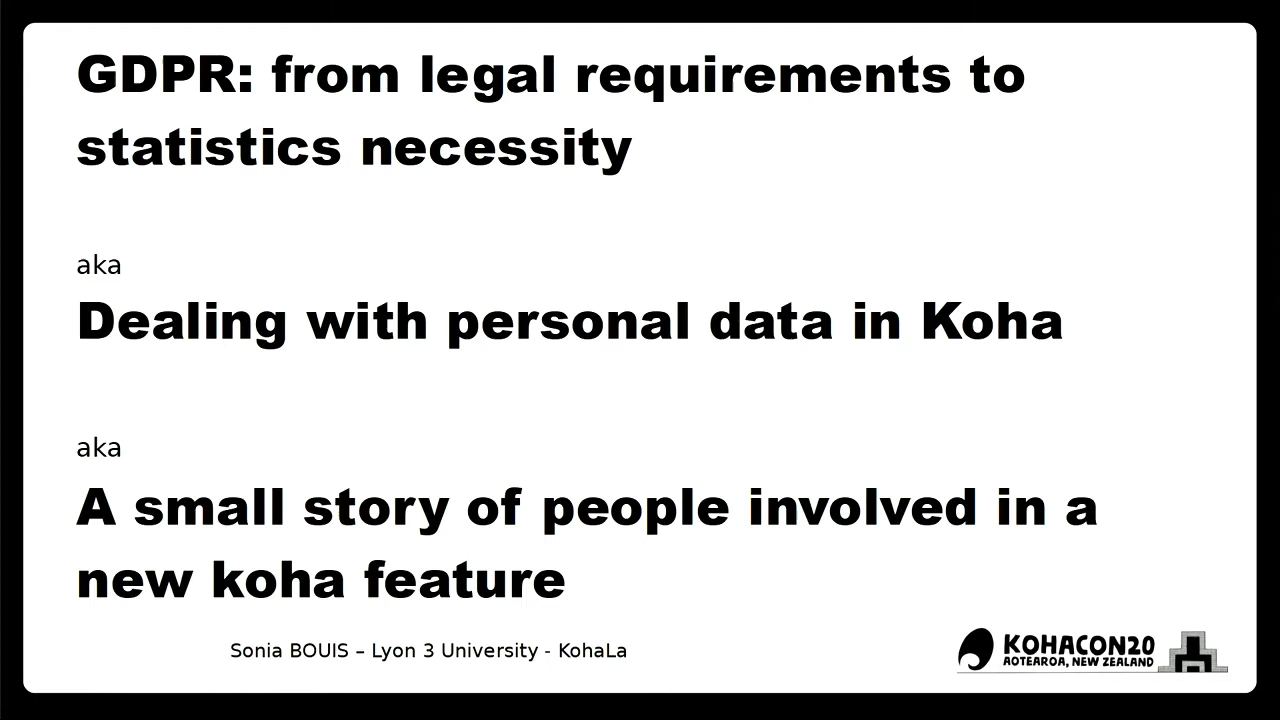 GDPR: from legal requirements to
statistics necessity
aka
Dealing with personal data in Koha
aka
A small story of people involved in a
new koha feature
Sonia BOUIS – Lyon 3 University - KohaLa
KOHACON20
AOTEAROA, NEW ZEALAND